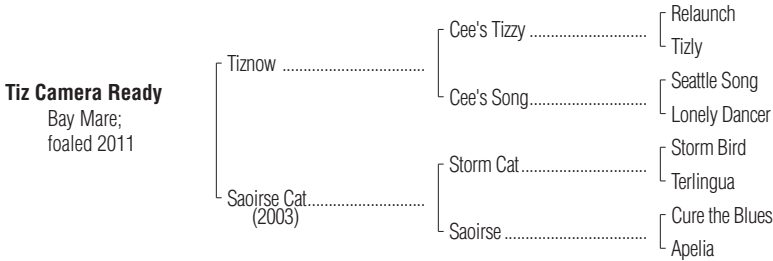 Tiz Camera Ready
Bay Mare;
foaled 2011
Tiznow ....................................
Saoirse Cat..............................
(2003)
Cee's Tizzy ..............................
Cee's Song..............................
Storm Cat................................
Saoirse ....................................
Relaunch
Tizly
Seattle Song
Lonely Dancer
Storm Bird
Terlingua
Cure the Blues
Apelia